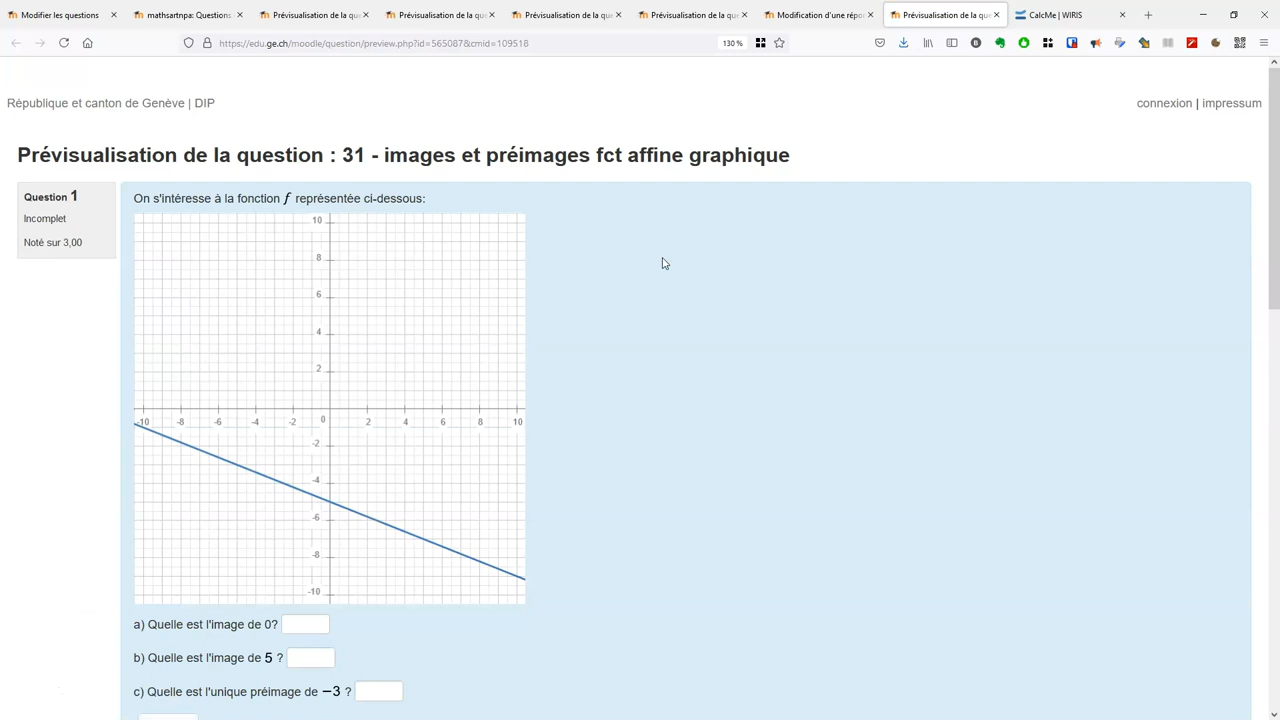 Modifier les questions
mathsartnpa: Questions
Prévisualisation de la qu
Prévisualisation de la que
Prévisualisation de la que
Prévisualisation de la que
Modification d'une répon
Prévisualisation de la que
CalcMe | WIRIS
https://edu.ge.ch/moodle/question/preview.php?id=565087&cmid=109518
130 %
République et canton de Genève | DIP
connexion | impressum
Prévisualisation de la question : 31 - images et préimages fct affine graphique
Question 1
Incomplet
Noté sur 3,00
On s'intéresse à la fonction f représentée ci-dessous:
10
8
6
4
2
-10 -8 -6 -4 -2 0 2 4 6 8 10
-2
-4
-6
-8
-10
a) Quelle est l'image de 0?
b) Quelle est l'image de 5 ?
c) Quelle est l'unique préimage de −3 ?